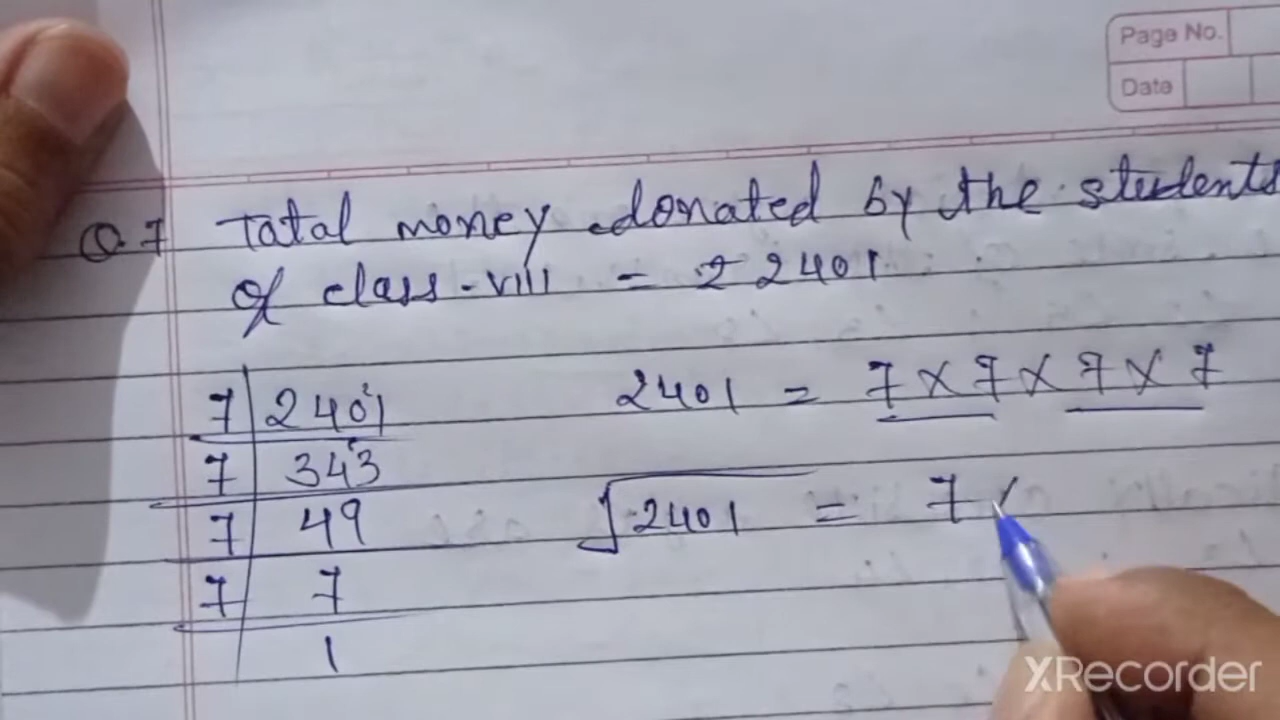 Page No.
Date
Q.7 Tatal money donated by the students
of class-VIII = ₹ 2401
7 | 2401
2401 = 7 × 7 × 7 × 7
7 | 343
7 | 49
√2401 = 7 ×
7 | 7
1
XRecorder